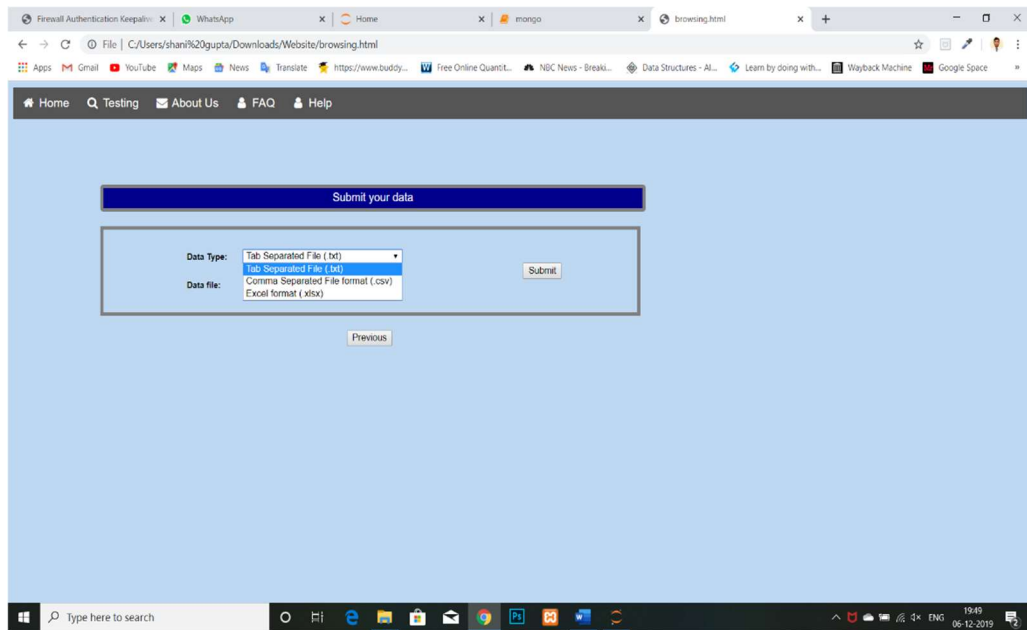 Firewall Authentication Keepalive
WhatsApp
Home
mongo
browsing.html
File | C:/Users/shani%20gupta/Downloads/Website/browsing.html
Apps Gmail YouTube Maps News Translate https://www.buddy... Free Online Quantit... NBC News - Breaki... Data Structures - Al... Learn by doing with... Wayback Machine Google Space »
Home Testing About Us FAQ Help
Submit your data
Data Type: Tab Separated File (.txt)
Tab Separated File (.txt)
Comma Separated File format (.csv)
Excel format (.xlsx)
Data file:
Submit
Previous
Type here to search
Ps
W
ENG
19:49
06-12-2019